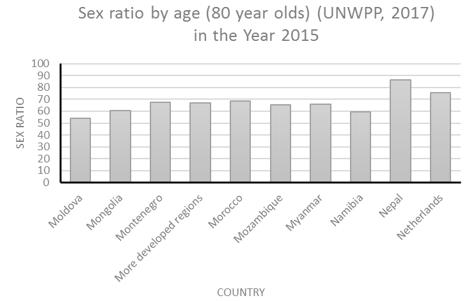 Sex ratio by age (80 year olds) (UNWPP, 2017)
in the Year 2015
SEX RATIO
100
90
80
70
60
50
40
30
20
10
0
Moldova
Mongolia
Montenegro
More developed regions
Morocco
Mozambique
Myanmar
Namibia
Nepal
Netherlands
COUNTRY